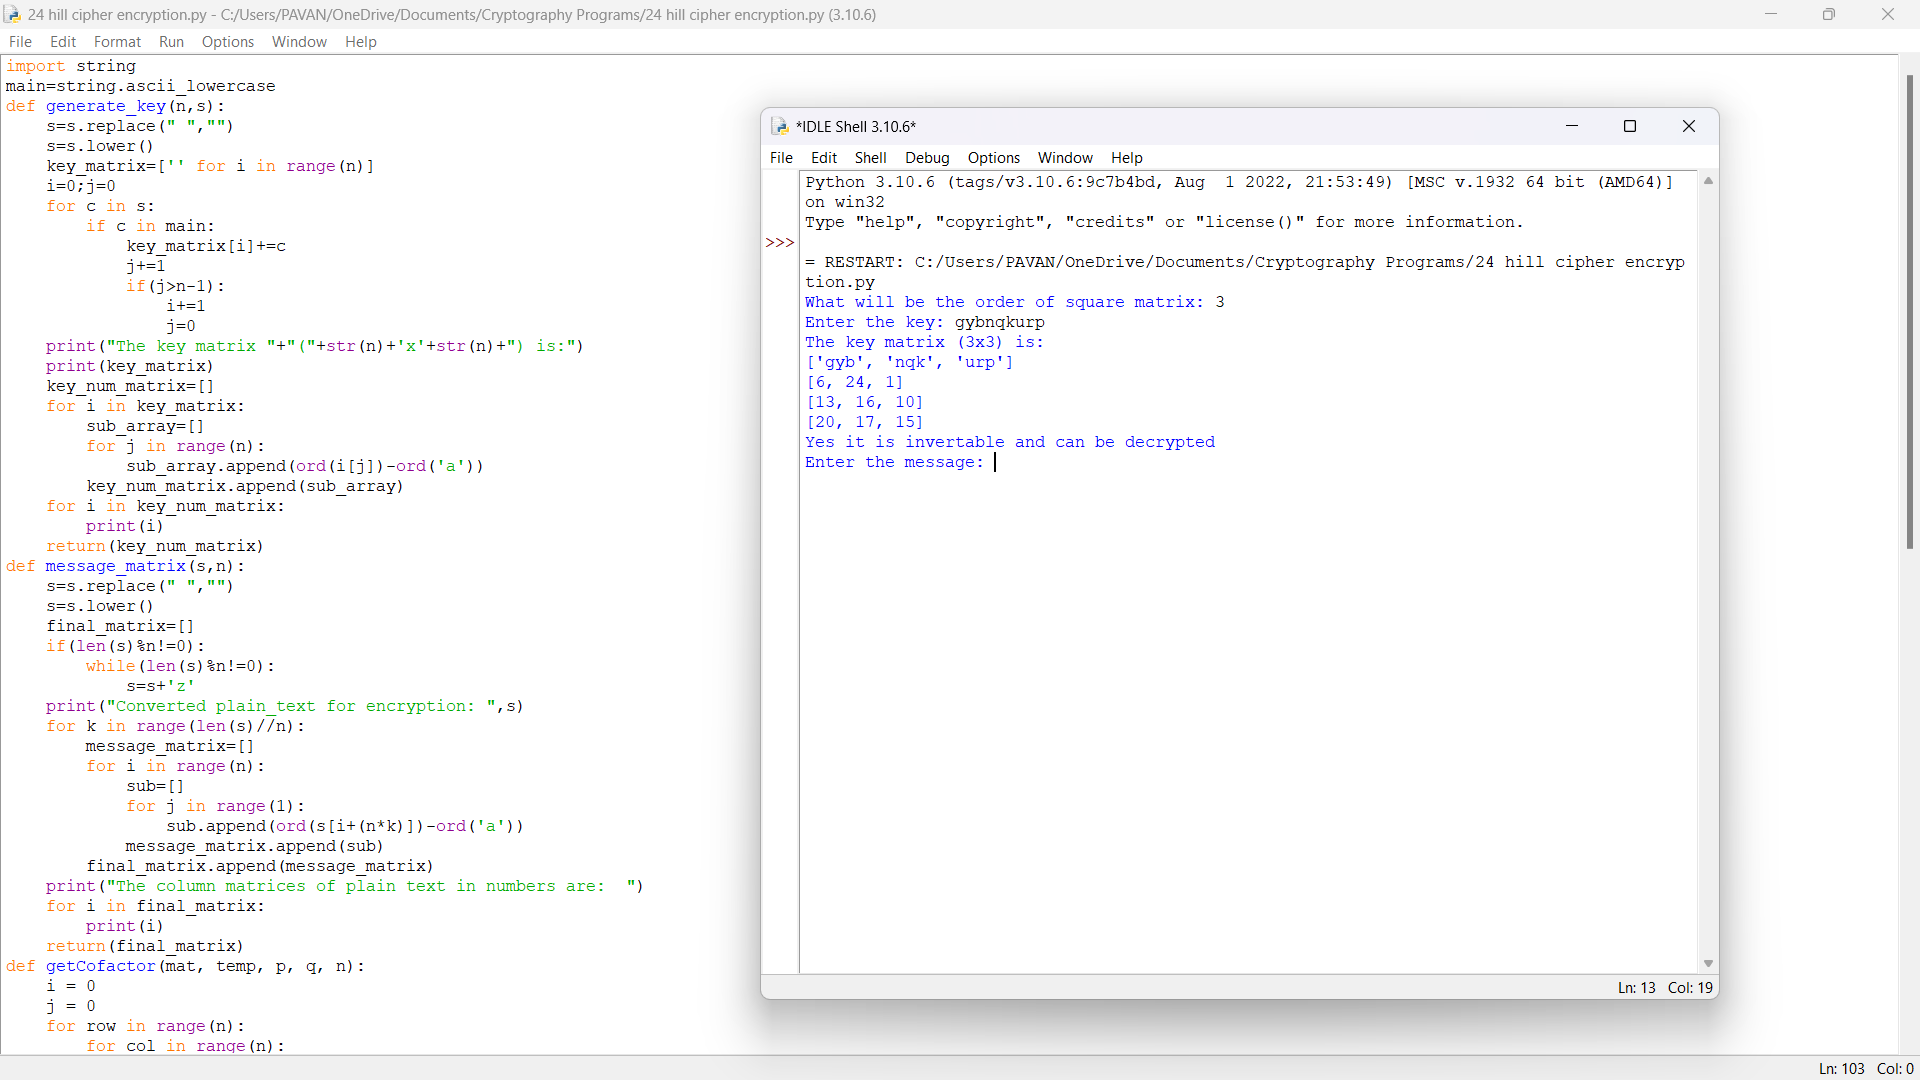 24 hill cipher encryption.py - C:/Users/PAVAN/OneDrive/Documents/Cryptography Programs/24 hill cipher encryption.py (3.10.6)
File Edit Format Run Options Window Help
import string
main=string.ascii_lowercase
def generate_key(n,s):
    s=s.replace(" ","")
    s=s.lower()
    key_matrix=['' for i in range(n)]
    i=0;j=0
    for c in s:
        if c in main:
            key_matrix[i]+=c
            j+=1
            if(j>n-1):
                i+=1
                j=0
    print("The key matrix "+"("+str(n)+'x'+str(n)+") is:")
    print(key_matrix)
    key_num_matrix=[]
    for i in key_matrix:
        sub_array=[]
        for j in range(n):
            sub_array.append(ord(i[j])-ord('a'))
        key_num_matrix.append(sub_array)
    for i in key_num_matrix:
        print(i)
    return(key_num_matrix)
def message_matrix(s,n):
    s=s.replace(" ","")
    s=s.lower()
    final_matrix=[]
    if(len(s)%n!=0):
        while(len(s)%n!=0):
            s=s+'z'
    print("Converted plain_text for encryption: ",s)
    for k in range(len(s)//n):
        message_matrix=[]
        for i in range(n):
            sub=[]
            for j in range(1):
                sub.append(ord(s[i+(n*k)])-ord('a'))
            message_matrix.append(sub)
        final_matrix.append(message_matrix)
    print("The column matrices of plain text in numbers are:  ")
    for i in final_matrix:
        print(i)
    return(final_matrix)
def getCofactor(mat, temp, p, q, n):
    i = 0
    j = 0
    for row in range(n):
        for col in range(n):
Ln: 103 Col: 0
*IDLE Shell 3.10.6*
File Edit Shell Debug Options Window Help
Python 3.10.6 (tags/v3.10.6:9c7b4bd, Aug  1 2022, 21:53:49) [MSC v.1932 64 bit (AMD64)]
on win32
Type "help", "copyright", "credits" or "license()" for more information.
>>>
= RESTART: C:/Users/PAVAN/OneDrive/Documents/Cryptography Programs/24 hill cipher encryp
tion.py
What will be the order of square matrix: 3
Enter the key: gybnqkurp
The key matrix (3x3) is:
['gyb', 'nqk', 'urp']
[6, 24, 1]
[13, 16, 10]
[20, 17, 15]
Yes it is invertable and can be decrypted
Enter the message:
Ln: 13 Col: 19